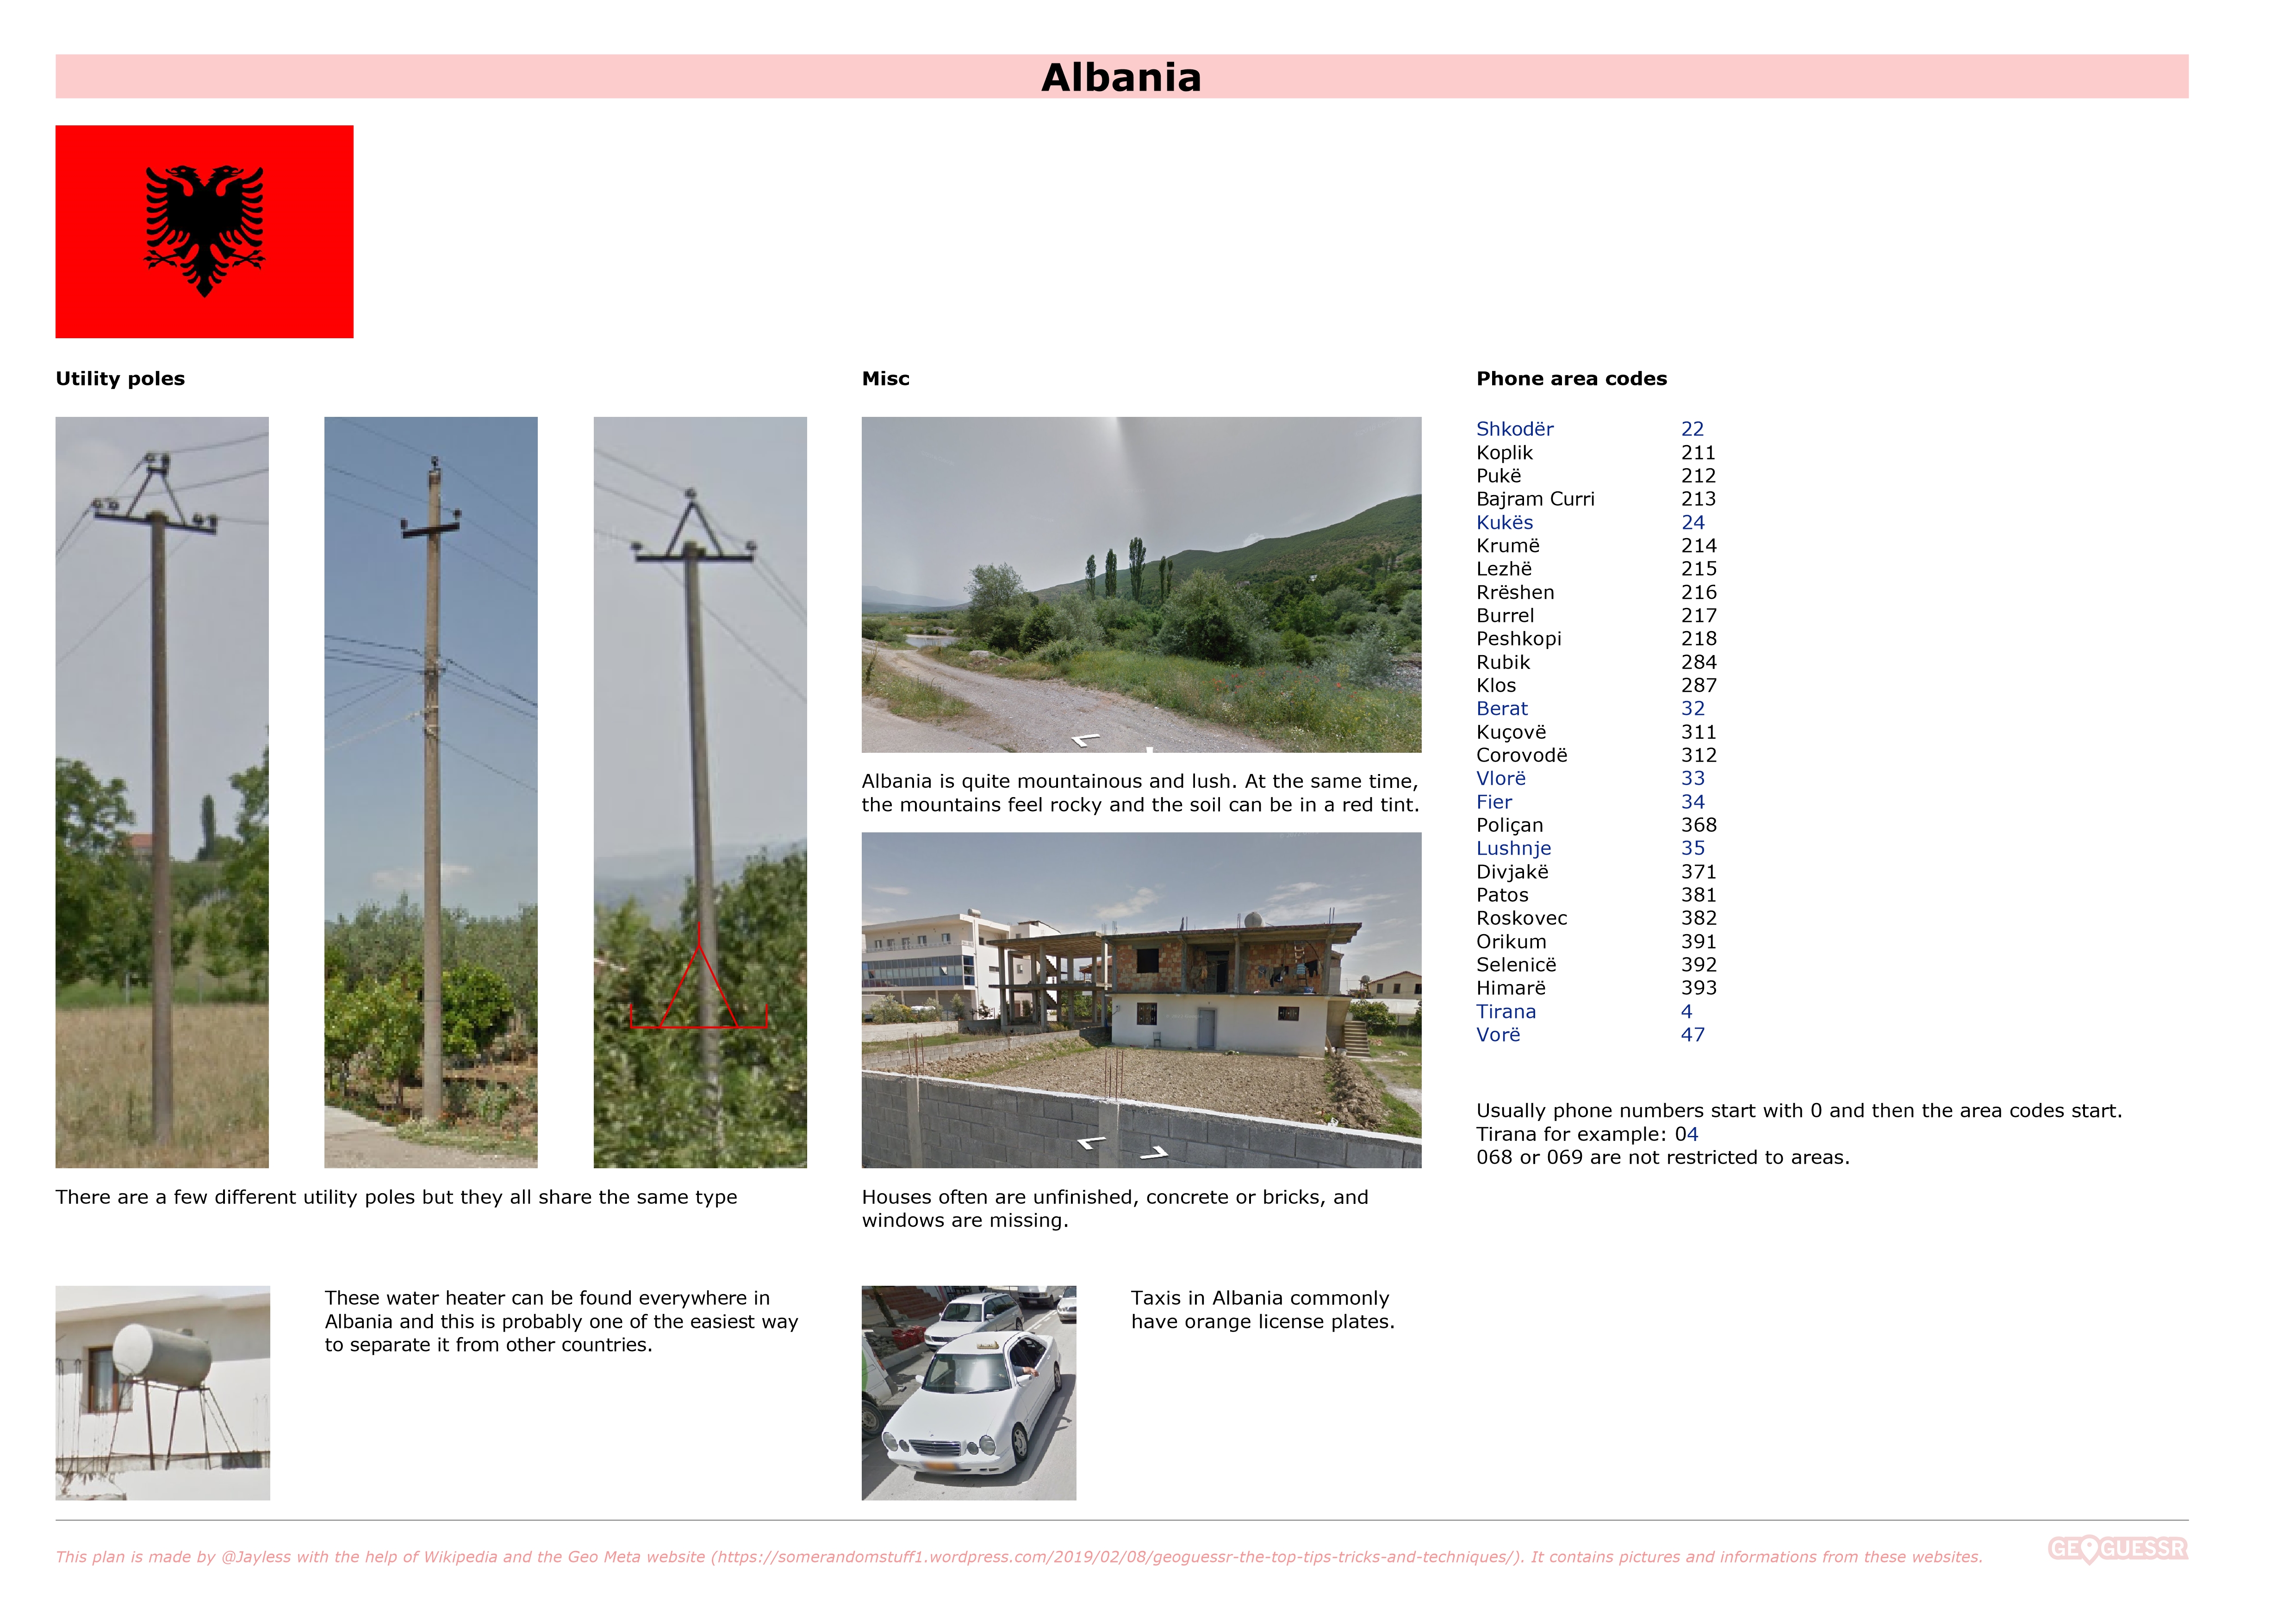 Albania
Utility poles
There are a few different utility poles but they all share the same type
These water heater can be found everywhere in
Albania and this is probably one of the easiest way
to separate it from other countries.
Misc
Albania is quite mountainous and lush. At the same time,
the mountains feel rocky and the soil can be in a red tint.
Houses often are unfinished, concrete or bricks, and
windows are missing.
Taxis in Albania commonly
have orange license plates.
Phone area codes
Shkodër 22
Koplik 211
Pukë 212
Bajram Curri 213
Kukës 24
Krumë 214
Lezhë 215
Rrëshen 216
Burrel 217
Peshkopi 218
Rubik 284
Klos 287
Berat 32
Kuçovë 311
Corovodë 312
Vlorë 33
Fier 34
Poliçan 368
Lushnje 35
Divjakë 371
Patos 381
Roskovec 382
Orikum 391
Selenicë 392
Himarë 393
Tirana 4
Vorë 47
Usually phone numbers start with 0 and then the area codes start.
Tirana for example: 04
068 or 069 are not restricted to areas.
This plan is made by @Jayless with the help of Wikipedia and the Geo Meta website (https://somerandomstuff1.wordpress.com/2019/02/08/geoguessr-the-top-tips-tricks-and-techniques/). It contains pictures and informations from these websites.
GEOGUESSR